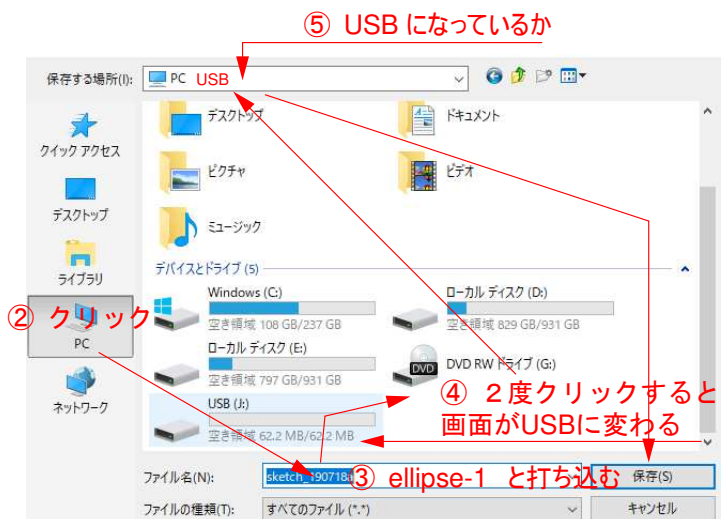 ⑤ USB になっているか
保存する場所(I):
PC USB
クイック アクセス
デスクトップ
ライブラリ
② クリック
PC
ネットワーク
デスクトップ
ドキュメント
ピクチャ
ビデオ
ミュージック
デバイスとドライブ (5)
Windows (C:)
空き領域 108 GB/237 GB
ローカル ディスク (D:)
空き領域 829 GB/931 GB
ローカル ディスク (E:)
空き領域 797 GB/931 GB
DVD RW ドライブ (G:)
DVD
USB (J:)
空き領域 62.2 MB/62.2 MB
④ 2度クリックすると
画面がUSBに変わる
ファイル名(N):
sketch_190718a
③ ellipse-1 と打ち込む
保存(S)
ファイルの種類(T):
すべてのファイル (*.*)
キャンセル